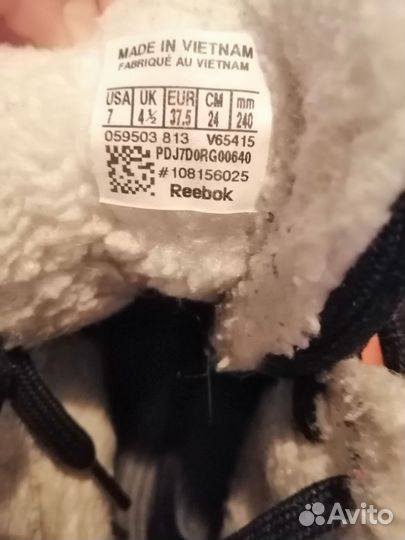 MADE IN VIETNAM
FABRIQUÉ AU VIETNAM
USA UK EUR CM mm
7 4½ 37.5 24 240
059503 813 V65415
PDJ7D0RG00640
#108156025
Reebok
Avito